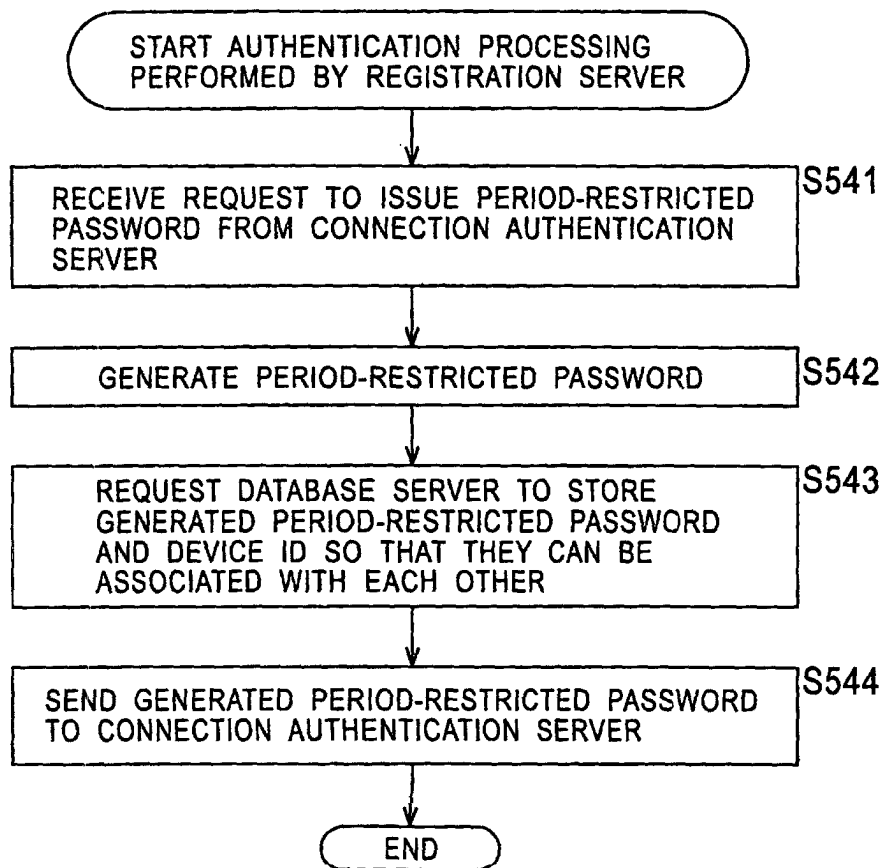 START AUTHENTICATION PROCESSING
PERFORMED BY REGISTRATION SERVER
S541
RECEIVE REQUEST TO ISSUE PERIOD-RESTRICTED
PASSWORD FROM CONNECTION AUTHENTICATION
SERVER
S542
GENERATE PERIOD-RESTRICTED PASSWORD
S543
REQUEST DATABASE SERVER TO STORE
GENERATED PERIOD-RESTRICTED PASSWORD
AND DEVICE ID SO THAT THEY CAN BE
ASSOCIATED WITH EACH OTHER
S544
SEND GENERATED PERIOD-RESTRICTED PASSWORD
TO CONNECTION AUTHENTICATION SERVER
END